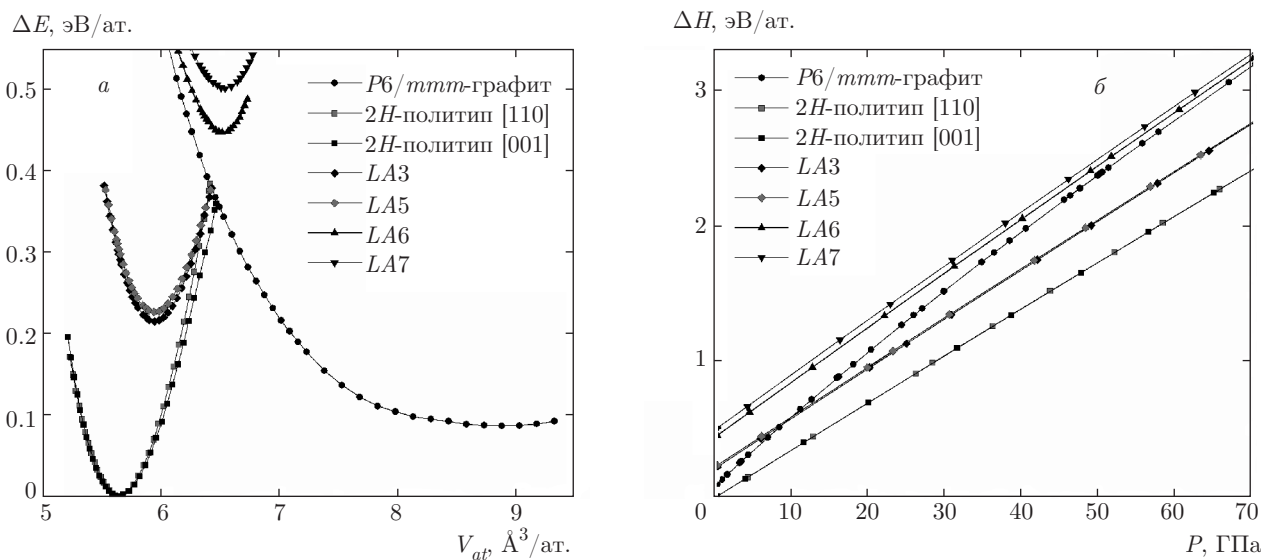 ΔE, эВ/ат.
а
0.5
0.4
0.3
0.2
0.1
0
5
6
7
8
9
V_at, Å³/ат.
P6/mmm-графит
2H-политип [110]
2H-политип [001]
LA3
LA5
LA6
LA7
ΔH, эВ/ат.
б
3
2
1
0
10
20
30
40
50
60
70
P, ГПа
P6/mmm-графит
2H-политип [110]
2H-политип [001]
LA3
LA5
LA6
LA7